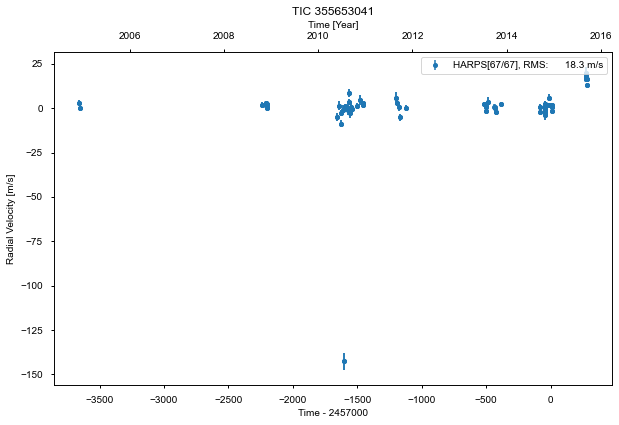 TIC 355653041
Time [Year]
2006 2008 2010 2012 2014 2016
HARPS[67/67], RMS: 18.3 m/s
25
0
−25
−50
−75
−100
−125
−150
Radial Velocity [m/s]
−3500 −3000 −2500 −2000 −1500 −1000 −500 0
Time - 2457000